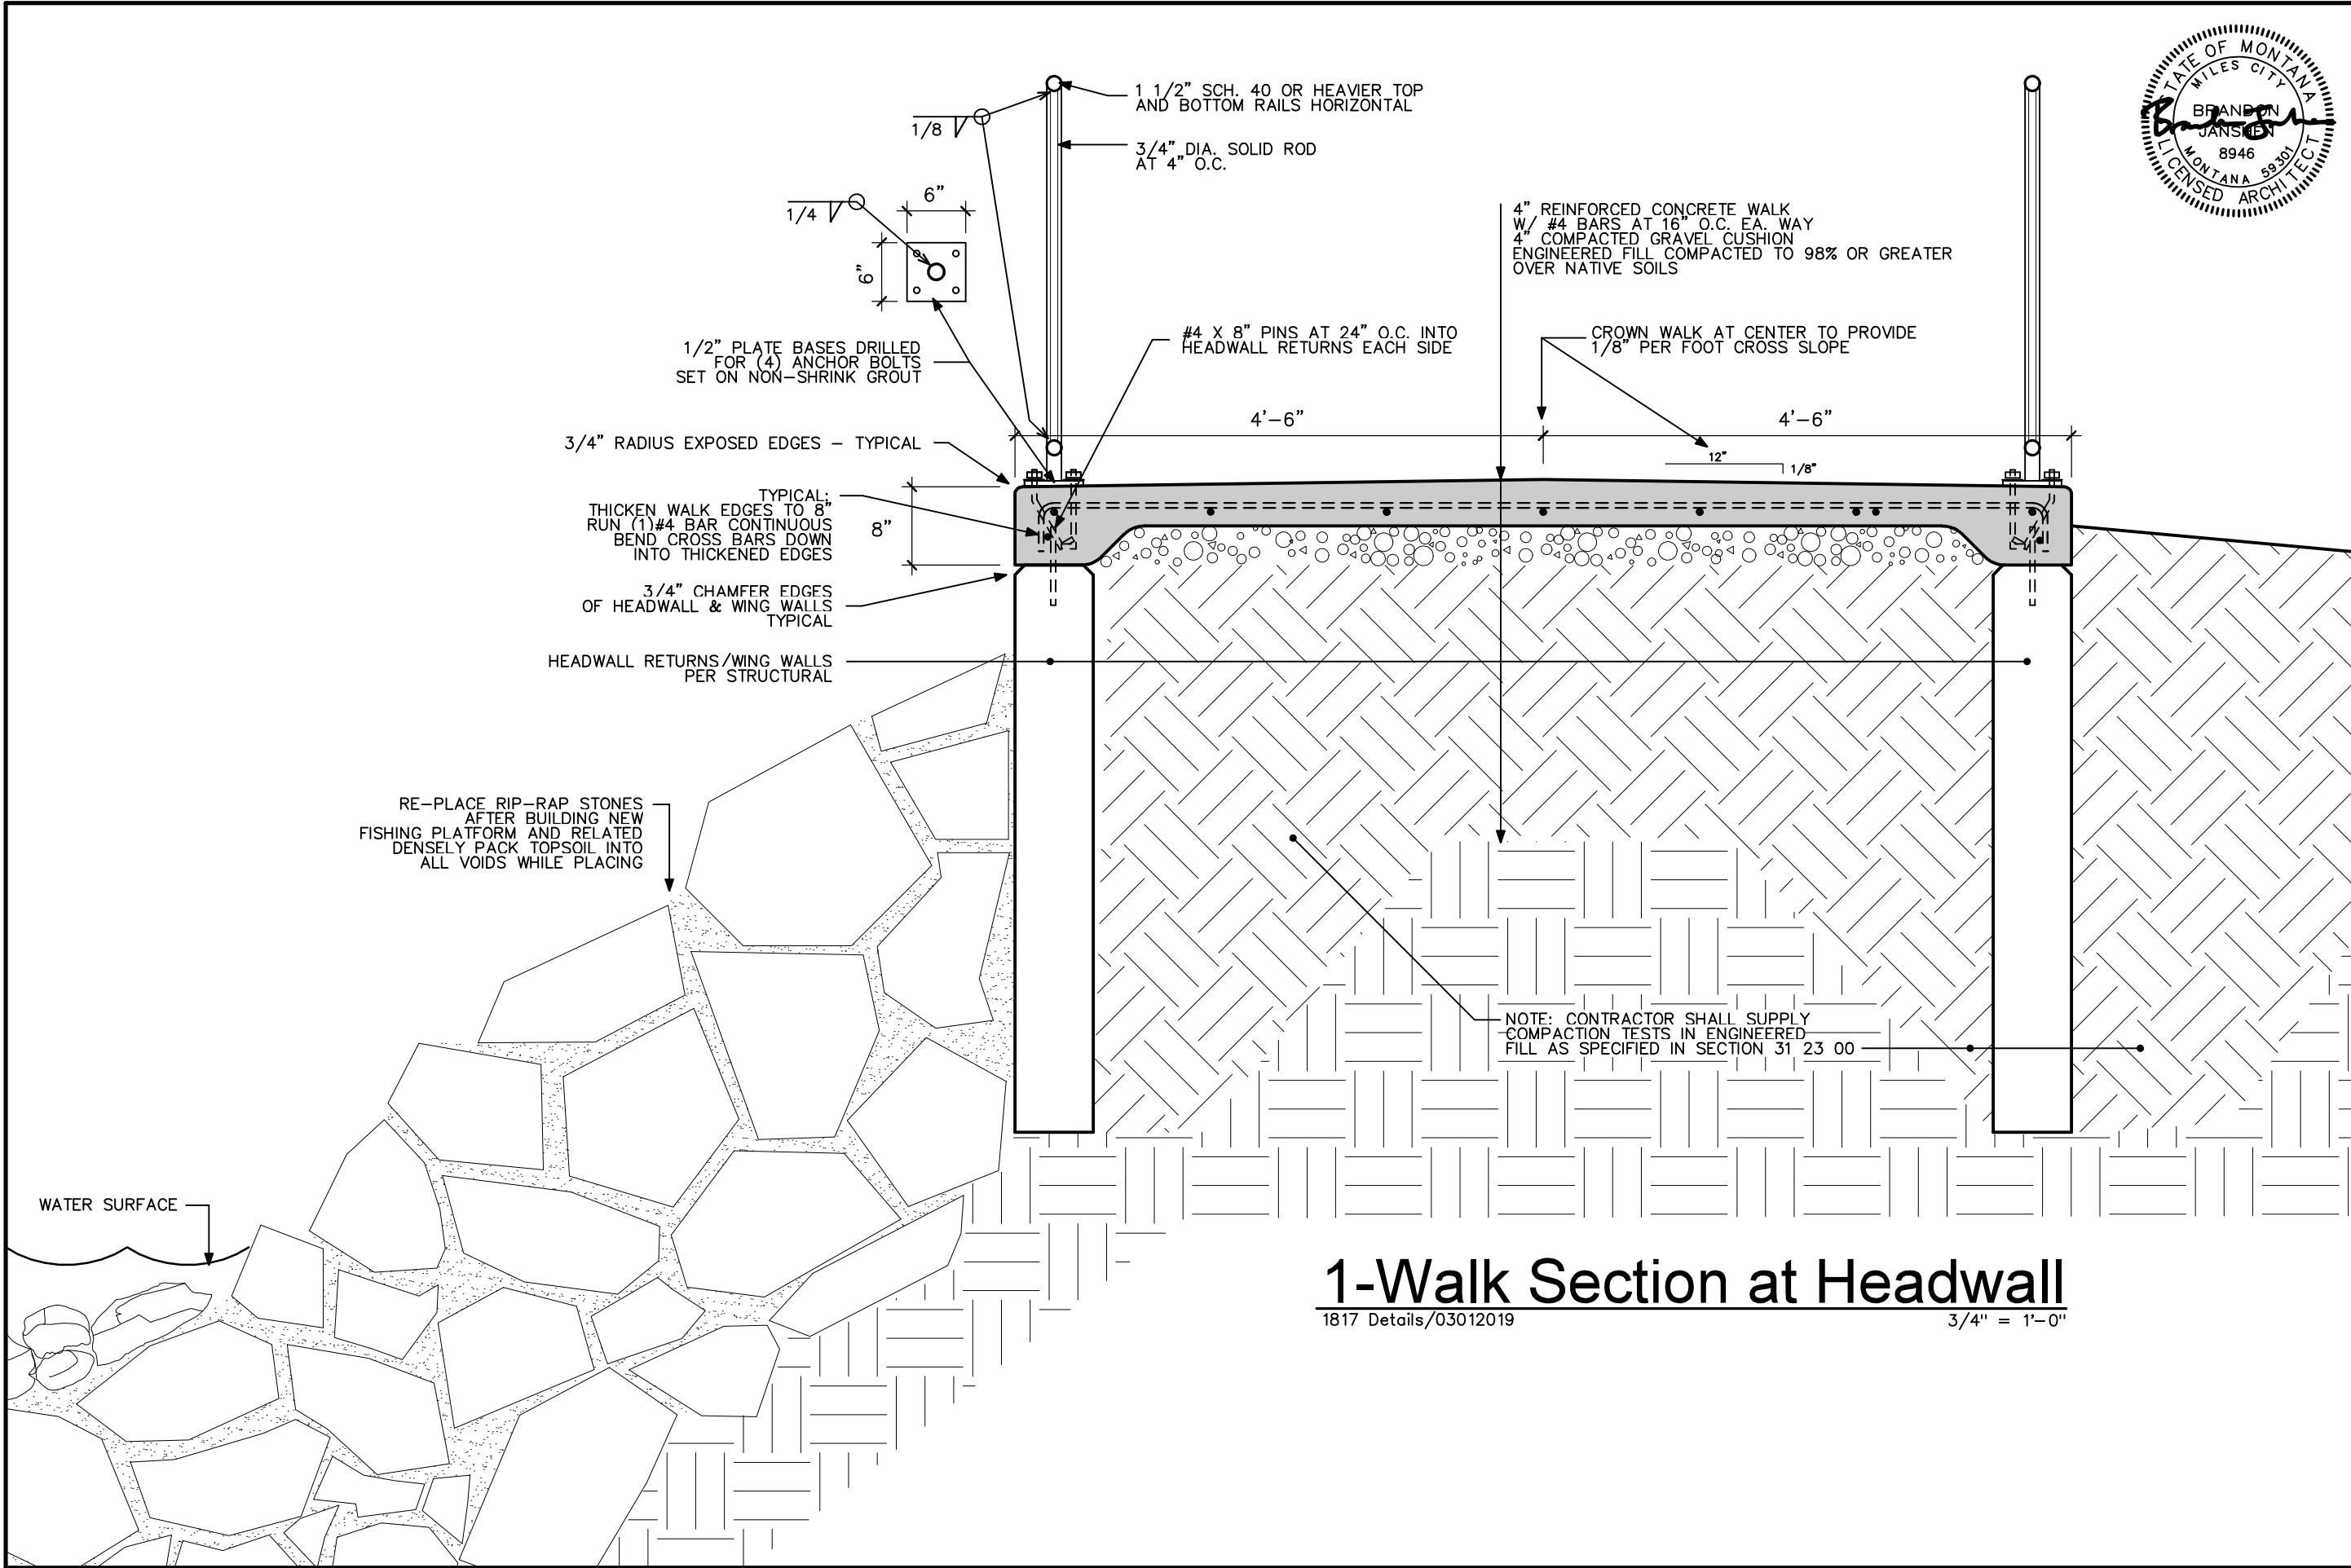 1 1/2" SCH. 40 OR HEAVIER TOP
AND BOTTOM RAILS HORIZONTAL
1/8
3/4" DIA. SOLID ROD
AT 4" O.C.
STATE OF MONTANA
MILES CITY
BRANDON
JANSHEN
8946
MONTANA 59301
LICENSED ARCHITECT
1/4
6"
6"
4" REINFORCED CONCRETE WALK
W/ #4 BARS AT 16" O.C. EA. WAY
4" COMPACTED GRAVEL CUSHION
ENGINEERED FILL COMPACTED TO 98% OR GREATER
OVER NATIVE SOILS
1/2" PLATE BASES DRILLED
FOR (4) ANCHOR BOLTS
SET ON NON-SHRINK GROUT
#4 X 8" PINS AT 24" O.C. INTO
HEADWALL RETURNS EACH SIDE
CROWN WALK AT CENTER TO PROVIDE
1/8" PER FOOT CROSS SLOPE
4'-6"
4'-6"
3/4" RADIUS EXPOSED EDGES - TYPICAL
12"
1/8"
TYPICAL:
THICKEN WALK EDGES TO 8"
RUN (1)#4 BAR CONTINUOUS
BEND CROSS BARS DOWN
INTO THICKENED EDGES
8"
3/4" CHAMFER EDGES
OF HEADWALL & WING WALLS
TYPICAL
HEADWALL RETURNS/WING WALLS
PER STRUCTURAL
RE-PLACE RIP-RAP STONES
AFTER BUILDING NEW
FISHING PLATFORM AND RELATED
DENSELY PACK TOPSOIL INTO
ALL VOIDS WHILE PLACING
NOTE: CONTRACTOR SHALL SUPPLY
COMPACTION TESTS IN ENGINEERED
FILL AS SPECIFIED IN SECTION 31 23 00
WATER SURFACE
1-Walk Section at Headwall
1817 Details/03012019
3/4" = 1'-0"